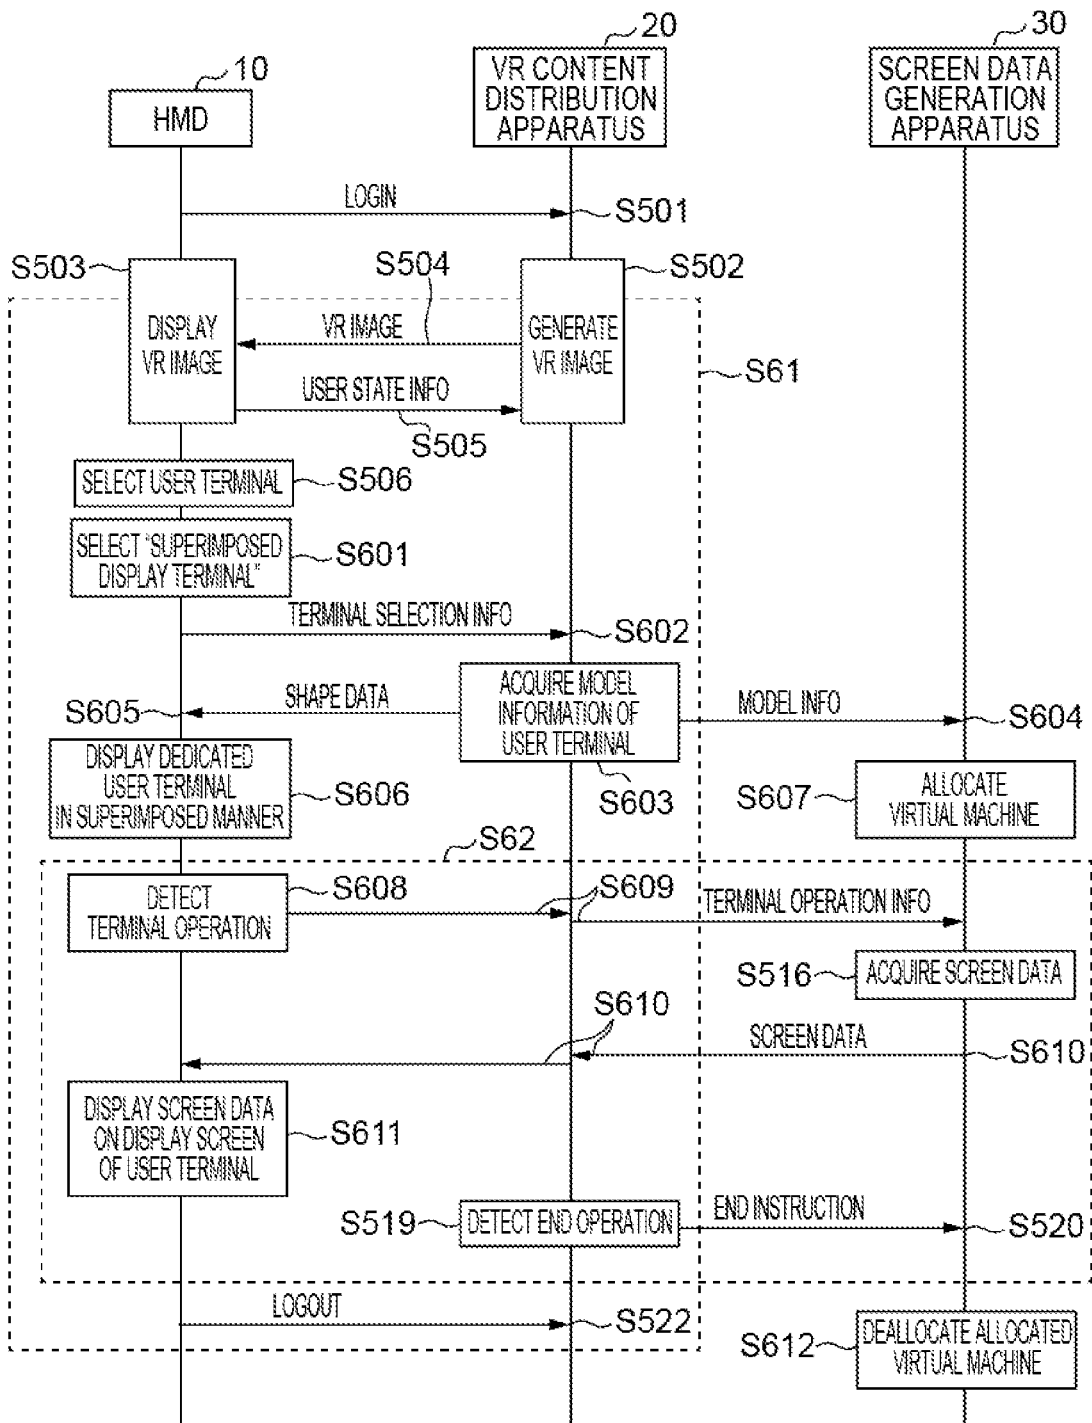 10
HMD
20
VR CONTENT
DISTRIBUTION
APPARATUS
30
SCREEN DATA
GENERATION
APPARATUS
LOGIN
S501
S503
DISPLAY
VR IMAGE
S504
VR IMAGE
S502
GENERATE
VR IMAGE
S61
USER STATE INFO
S505
SELECT USER TERMINAL
S506
SELECT "SUPERIMPOSED
DISPLAY TERMINAL"
S601
TERMINAL SELECTION INFO
S602
SHAPE DATA
S605
ACQUIRE MODEL
INFORMATION OF
USER TERMINAL
S603
MODEL INFO
S604
DISPLAY DEDICATED
USER TERMINAL
IN SUPERIMPOSED MANNER
S606
S607
ALLOCATE
VIRTUAL MACHINE
S62
DETECT
TERMINAL OPERATION
S608
S609
TERMINAL OPERATION INFO
S516
ACQUIRE SCREEN DATA
S610
SCREEN DATA
S610
DISPLAY SCREEN DATA
ON DISPLAY SCREEN
OF USER TERMINAL
S611
S519
DETECT END OPERATION
END INSTRUCTION
S520
LOGOUT
S522
S612
DEALLOCATE ALLOCATED
VIRTUAL MACHINE